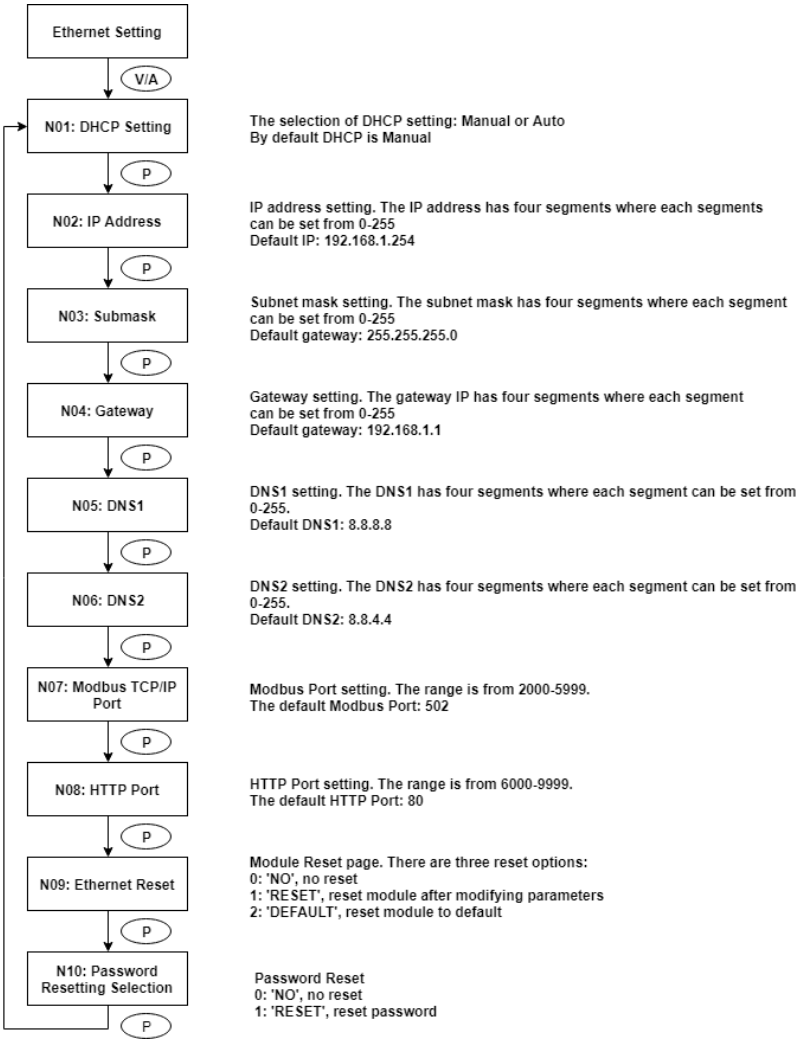 Ethernet Setting
V/A
N01: DHCP Setting
The selection of DHCP setting: Manual or Auto
By default DHCP is Manual
P
N02: IP Address
IP address setting. The IP address has four segments where each segments
can be set from 0-255
Default IP: 192.168.1.254
P
N03: Submask
Subnet mask setting. The subnet mask has four segments where each segment
can be set from 0-255
Default gateway: 255.255.255.0
P
N04: Gateway
Gateway setting. The gateway IP has four segments where each segment
can be set from 0-255
Default gateway: 192.168.1.1
P
N05: DNS1
DNS1 setting. The DNS1 has four segments where each segment can be set from
0-255.
Default DNS1: 8.8.8.8
P
N06: DNS2
DNS2 setting. The DNS2 has four segments where each segment can be set from
0-255.
Default DNS2: 8.8.4.4
P
N07: Modbus TCP/IP
Port
Modbus Port setting. The range is from 2000-5999.
The default Modbus Port: 502
P
N08: HTTP Port
HTTP Port setting. The range is from 6000-9999.
The default HTTP Port: 80
P
N09: Ethernet Reset
Module Reset page. There are three reset options:
0: 'NO', no reset
1: 'RESET', reset module after modifying parameters
2: 'DEFAULT', reset module to default
P
N10: Password
Resetting Selection
Password Reset
0: 'NO', no reset
1: 'RESET', reset password
P